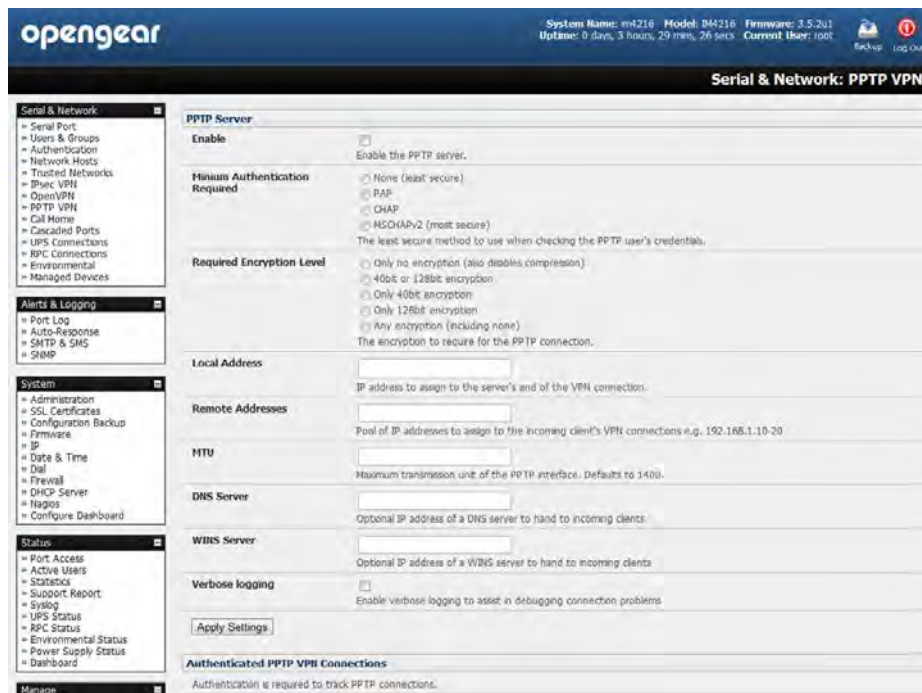 opengear
System Name: im4216 Model: IM4216 Firmware: 3.5.2u1
Uptime: 0 days, 3 hours, 29 mins, 26 secs Current User: root
Backup
Log Out
Serial & Network: PPTP VPN
Serial & Network
» Serial Port
» Users & Groups
» Authentication
» Network Hosts
» Trusted Networks
» IPsec VPN
» OpenVPN
» PPTP VPN
» Call Home
» Cascaded Ports
» UPS Connections
» RPC Connections
» Environmental
» Managed Devices
Alerts & Logging
» Port Log
» Auto-Response
» SMTP & SMS
» SNMP
System
» Administration
» SSL Certificates
» Configuration Backup
» Firmware
» IP
» Date & Time
» Dial
» Firewall
» DHCP Server
» Nagios
» Configure Dashboard
Status
» Port Access
» Active Users
» Statistics
» Support Report
» Syslog
» UPS Status
» RPC Status
» Environmental Status
» Power Supply Status
» Dashboard
Manage
PPTP Server
Enable
Enable the PPTP server.
Minium Authentication
Required
None (least secure)
PAP
CHAP
MSCHAPv2 (most secure)
The least secure method to use when checking the PPTP user's credentials.
Required Encryption Level
Only no encryption (also disables compression)
40bit or 128bit encryption
Only 40bit encryption
Only 128bit encryption
Any encryption (including none)
The encryption to require for the PPTP connection.
Local Address
IP address to assign to the server's end of the VPN connection.
Remote Addresses
Pool of IP addresses to assign to the incoming client's VPN connections e.g. 192.168.1.10-20
MTU
Maximum transmission unit of the PPTP interface. Defaults to 1400.
DNS Server
Optional IP address of a DNS server to hand to incoming clients
WINS Server
Optional IP address of a WINS server to hand to incoming clients
Verbose logging
Enable verbose logging to assist in debugging connection problems
Apply Settings
Authenticated PPTP VPN Connections
Authentication is required to track PPTP connections.